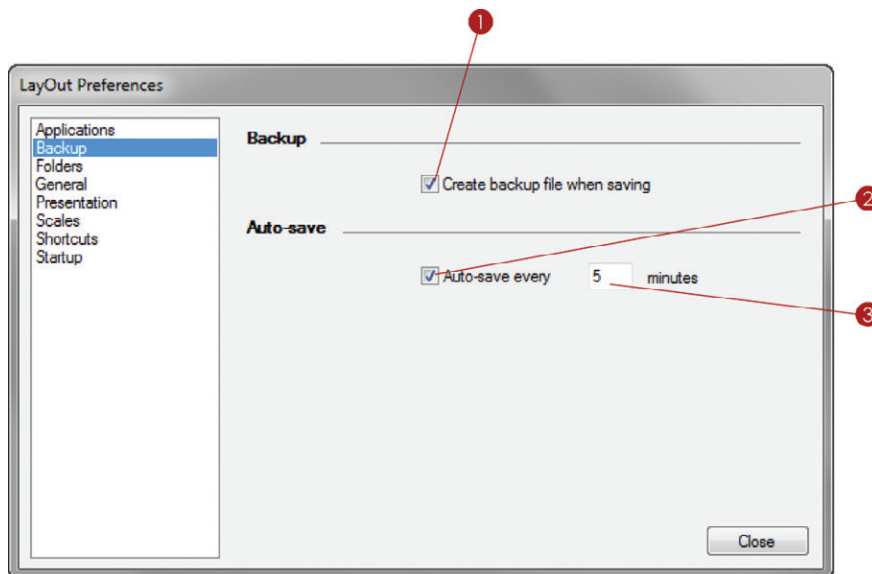 1
LayOut Preferences
Applications
Backup
Folders
General
Presentation
Scales
Shortcuts
Startup
Backup
Create backup file when saving
2
Auto-save
Auto-save every 5 minutes
3
Close